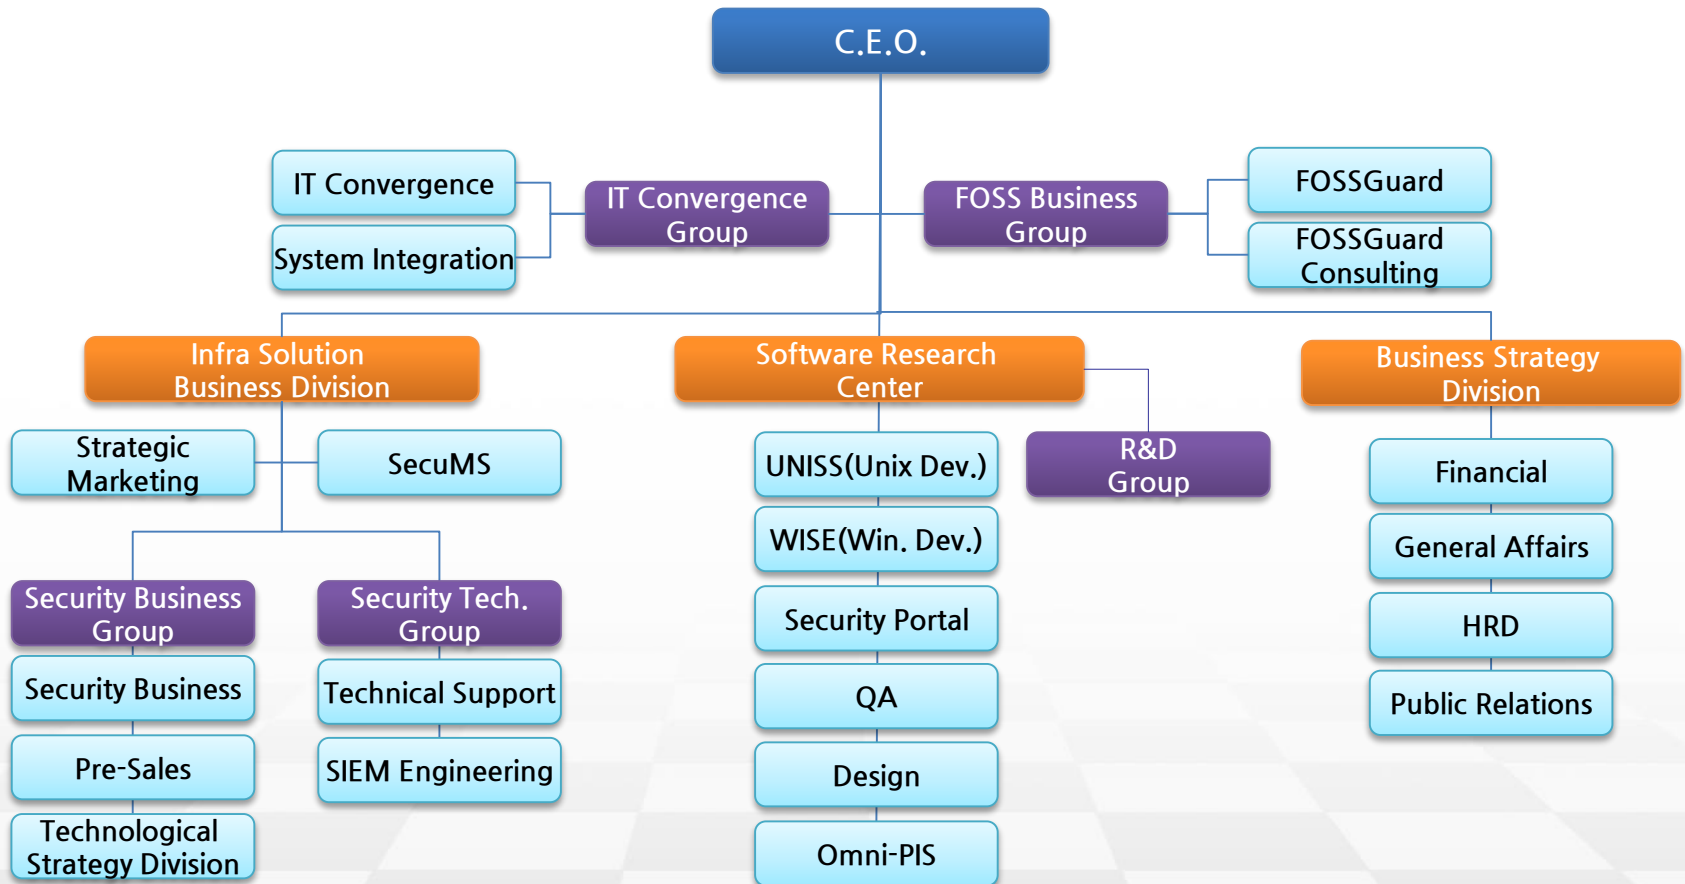 C.E.O.
IT Convergence
System Integration
IT Convergence
Group
FOSS Business
Group
FOSSGuard
FOSSGuard
Consulting
Infra Solution
Business Division
Strategic
Marketing
SecuMS
Security Business
Group
Security Business
Pre-Sales
Technological
Strategy Division
Security Tech.
Group
Technical Support
SIEM Engineering
Software Research
Center
R&D
Group
UNISS(Unix Dev.)
WISE(Win. Dev.)
Security Portal
QA
Design
Omni-PIS
Business Strategy
Division
Financial
General Affairs
HRD
Public Relations